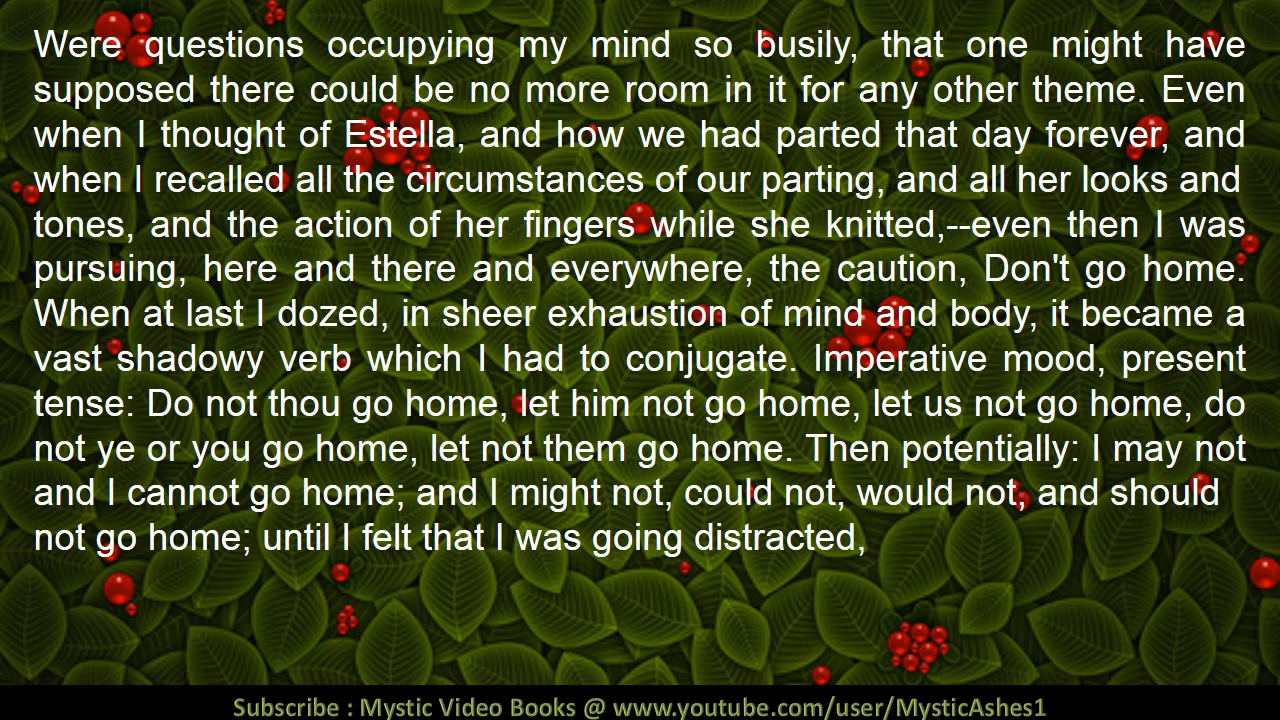 Were questions occupying my mind so busily, that one might have
supposed there could be no more room in it for any other theme. Even
when I thought of Estella, and how we had parted that day forever, and
when I recalled all the circumstances of our parting, and all her looks and
tones, and the action of her fingers while she knitted,--even then I was
pursuing, here and there and everywhere, the caution, Don't go home.
When at last I dozed, in sheer exhaustion of mind and body, it became a
vast shadowy verb which I had to conjugate. Imperative mood, present
tense: Do not thou go home, let him not go home, let us not go home, do
not ye or you go home, let not them go home. Then potentially: I may not
and I cannot go home; and I might not, could not, would not, and should
not go home; until I felt that I was going distracted,
Subscribe : Mystic Video Books @ www.youtube.com/user/MysticAshes1